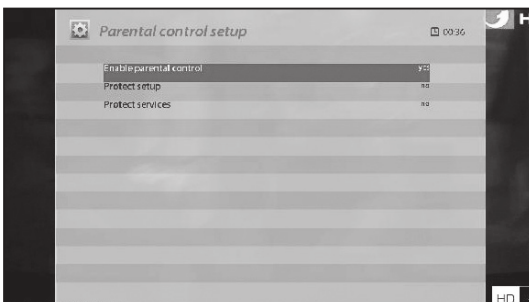 Parental control setup
00:36
H
Enable parental control yes
Protect setup no
Protect services no
HD